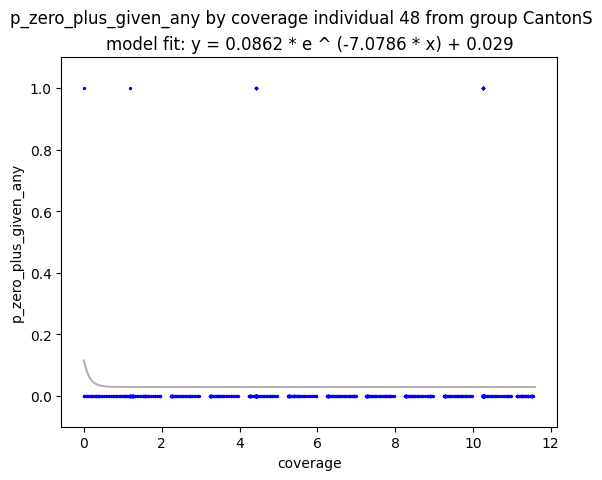 p_zero_plus_given_any by coverage individual 48 from group CantonS
model fit: y = 0.0862 * e ^ (-7.0786 * x) + 0.029
1.0
0.8
0.6
0.4
0.2
0.0
p_zero_plus_given_any
0 2 4 6 8 10 12
coverage